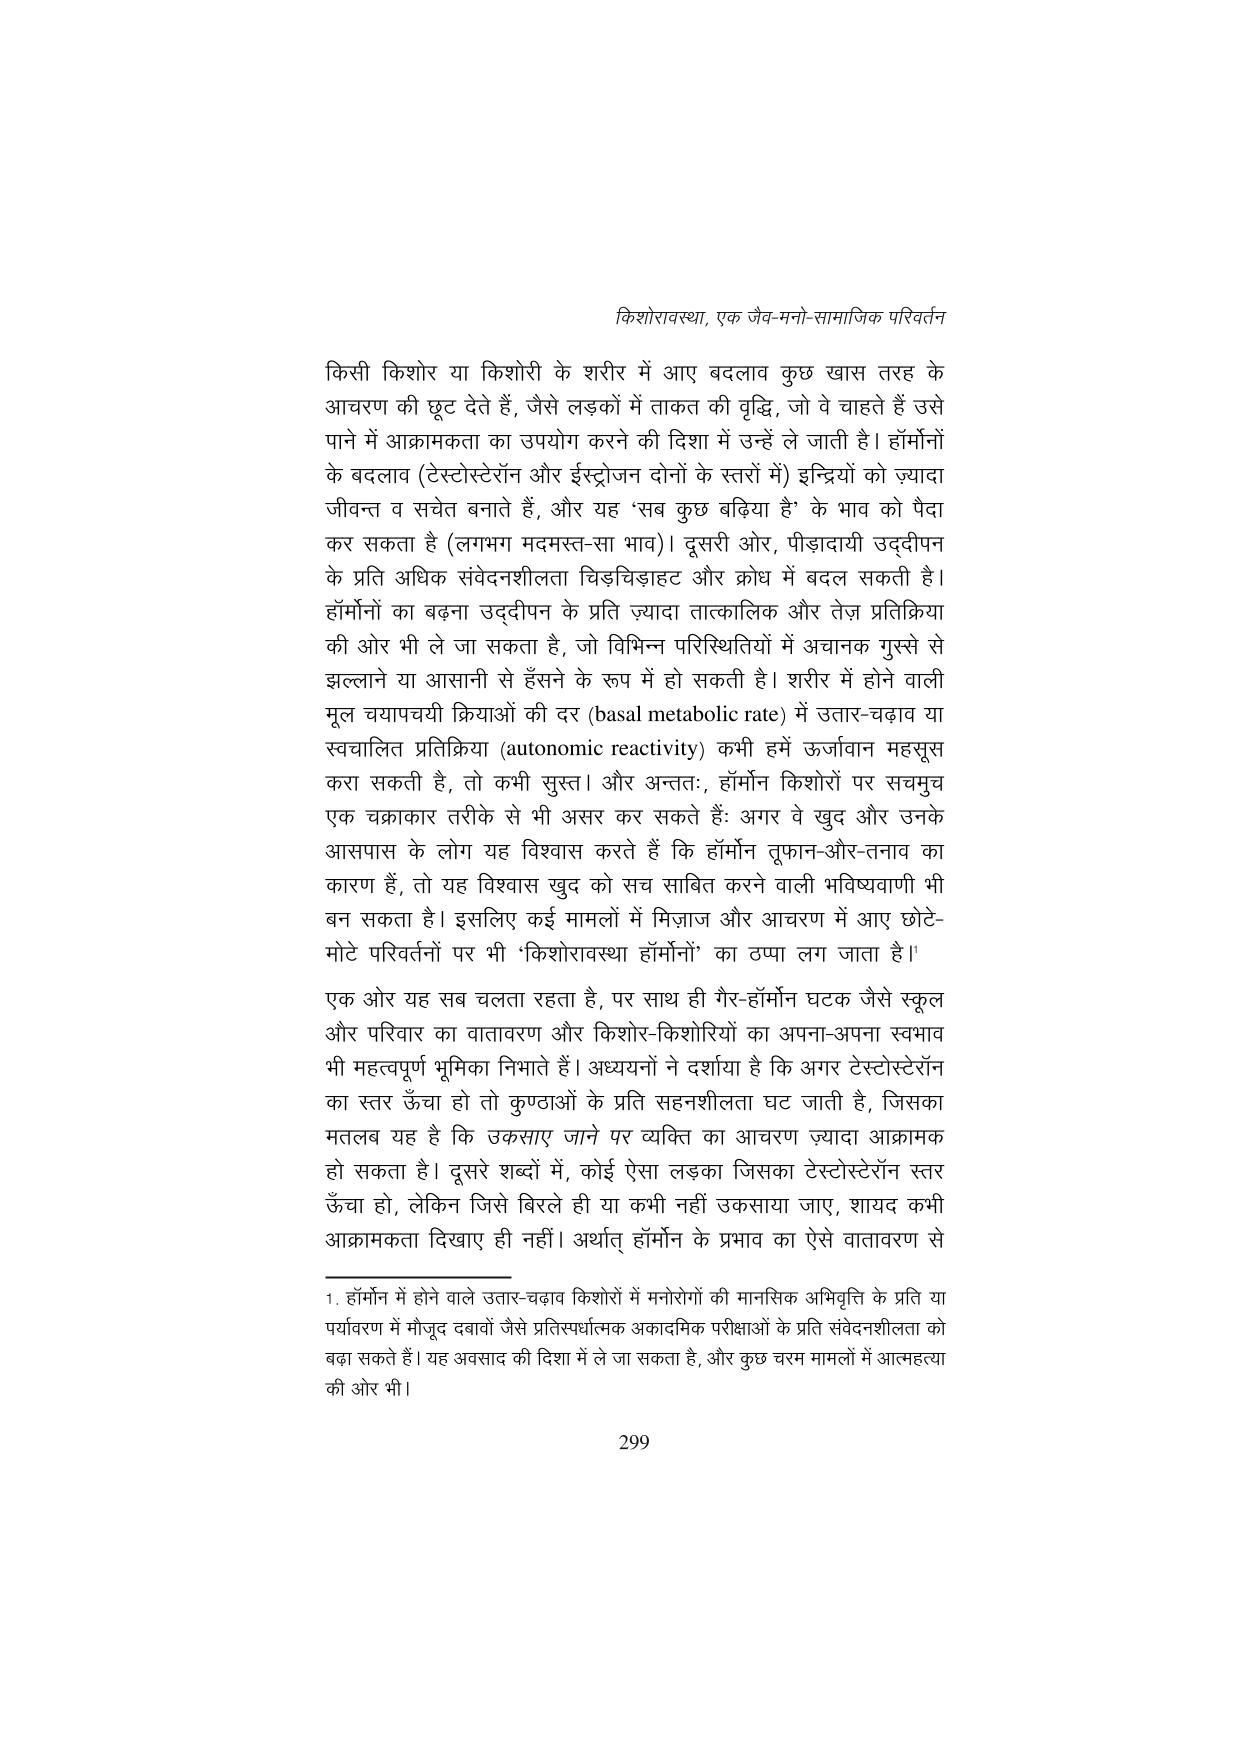 किशोरावस्था, एक जैव-मनो-सामाजिक परिवर्तन
किसी किशोर या किशोरी के शरीर में आए बदलाव कुछ खास तरह के
आचरण की छूट देते हैं, जैसे लड़कों में ताकत की वृद्धि, जो वे चाहते हैं उसे
पाने में आक्रामकता का उपयोग करने की दिशा में उन्हें ले जाती है। हॉर्मोनों
के बदलाव (टेस्टोस्टेरॉन और ईस्ट्रोजन दोनों के स्तरों में) इन्द्रियों को ज़्यादा
जीवन्त व सचेत बनाते हैं, और यह ‘सब कुछ बढ़िया है’ के भाव को पैदा
कर सकता है (लगभग मदमस्त-सा भाव)। दूसरी ओर, पीड़ादायी उद्‌दीपन
के प्रति अधिक संवेदनशीलता चिड़चिड़ाहट और क्रोध में बदल सकती है।
हॉर्मोनों का बढ़ना उद्‌दीपन के प्रति ज़्यादा तात्कालिक और तेज़ प्रतिक्रिया
की ओर भी ले जा सकता है, जो विभिन्न परिस्थितियों में अचानक गुस्से से
झल्लाने या आसानी से हँसने के रूप में हो सकती है। शरीर में होने वाली
मूल चयापचयी क्रियाओं की दर (basal metabolic rate) में उतार-चढ़ाव या
स्वचालित प्रतिक्रिया (autonomic reactivity) कभी हमें ऊर्जावान महसूस
करा सकती है, तो कभी सुस्त। और अन्ततः, हॉर्मोन किशोरों पर सचमुच
एक चक्राकार तरीके से भी असर कर सकते हैंः अगर वे खुद और उनके
आसपास के लोग यह विश्वास करते हैं कि हॉर्मोन तूफान-और-तनाव का
कारण हैं, तो यह विश्वास खुद को सच साबित करने वाली भविष्यवाणी भी
बन सकता है। इसलिए कई मामलों में मिज़ाज और आचरण में आए छोटे-
मोटे परिवर्तनों पर भी ‘किशोरावस्था हॉर्मोनों’ का ठप्पा लग जाता है।¹
एक ओर यह सब चलता रहता है, पर साथ ही गैर-हॉर्मोन घटक जैसे स्कूल
और परिवार का वातावरण और किशोर-किशोरियों का अपना-अपना स्वभाव
भी महत्वपूर्ण भूमिका निभाते हैं। अध्ययनों ने दर्शाया है कि अगर टेस्टोस्टेरॉन
का स्तर ऊँचा हो तो कुण्ठाओं के प्रति सहनशीलता घट जाती है, जिसका
मतलब यह है कि उकसाए जाने पर व्यक्ति का आचरण ज़्यादा आक्रामक
हो सकता है। दूसरे शब्दों में, कोई ऐसा लड़का जिसका टेस्टोस्टेरॉन स्तर
ऊँचा हो, लेकिन जिसे बिरले ही या कभी नहीं उकसाया जाए, शायद कभी
आक्रामकता दिखाए ही नहीं। अर्थात् हॉर्मोन के प्रभाव का ऐसे वातावरण से
1. हॉर्मोन में होने वाले उतार-चढ़ाव किशोरों में मनोरोगों की मानसिक अभिवृत्ति के प्रति या
पर्यावरण में मौजूद दबावों जैसे प्रतिस्पर्धात्मक अकादमिक परीक्षाओं के प्रति संवेदनशीलता को
बढ़ा सकते हैं। यह अवसाद की दिशा में ले जा सकता है, और कुछ चरम मामलों में आत्महत्या
की ओर भी।
299